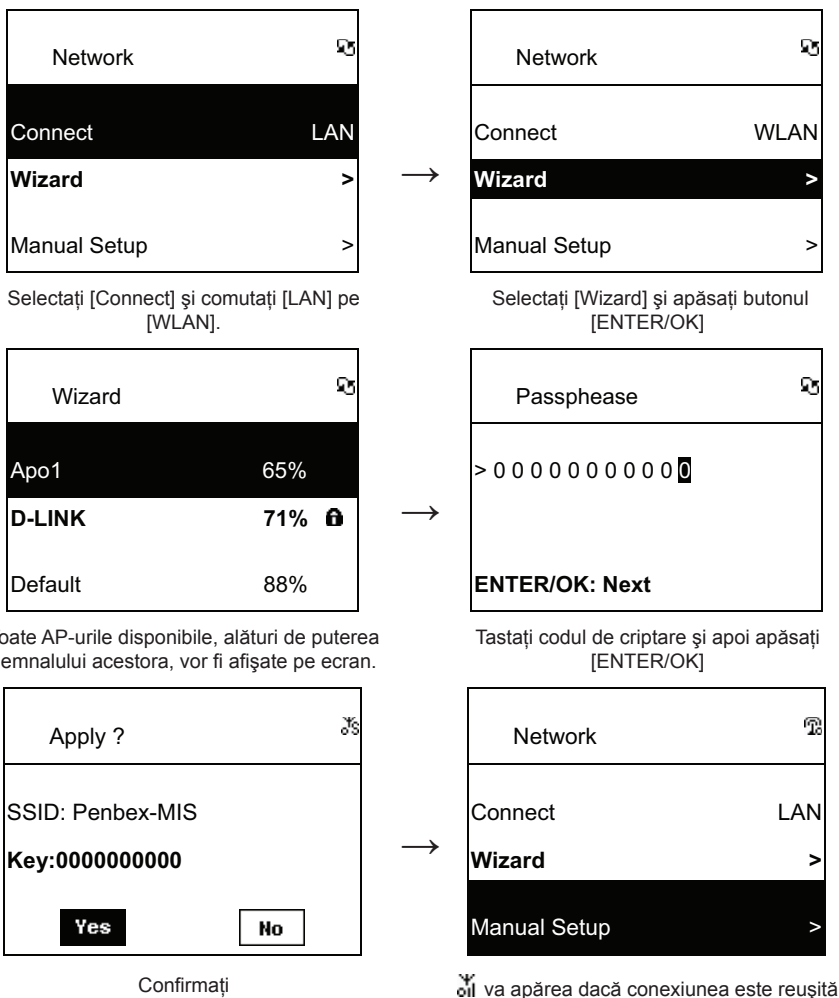 Network
Connect LAN
Wizard >
Manual Setup >
Selectați [Connect] şi comutați [LAN] pe
[WLAN].
→
Network
Connect WLAN
Wizard >
Manual Setup >
Selectați [Wizard] şi apăsați butonul
[ENTER/OK]
Wizard
Apo1 65%
D-LINK 71%
Default 88%
oate AP-urile disponibile, alături de puterea
emnalului acestora, vor fi afişate pe ecran.
→
Passphease
> 0 0 0 0 0 0 0 0 0 0 0
ENTER/OK: Next
Tastați codul de criptare şi apoi apăsați
[ENTER/OK]
Apply ?
SSID: Penbex-MIS
Key:0000000000
Yes No
Confirmați
→
Network
Connect LAN
Wizard >
Manual Setup >
va apărea dacă conexiunea este reuşită